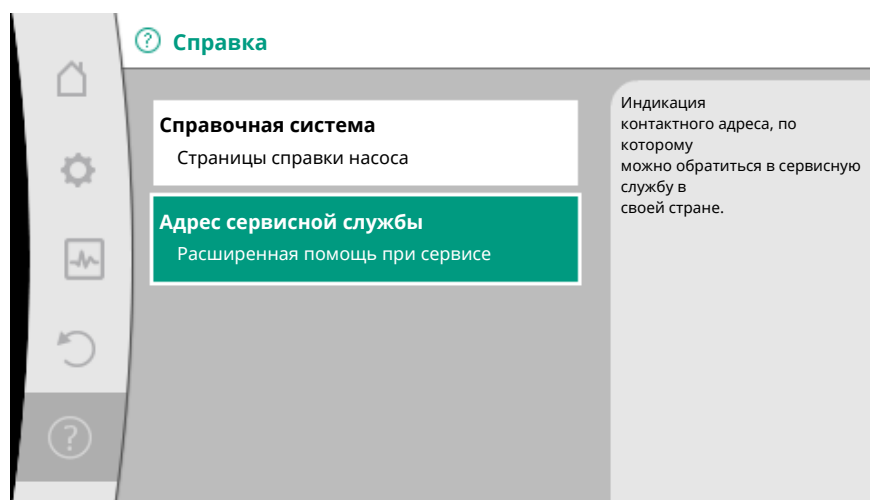 Справка
Справочная система
Страницы справки насоса
Адрес сервисной службы
Расширенная помощь при сервисе
Индикация
контактного адреса, по
которому
можно обратиться в сервисную
службу в
своей стране.